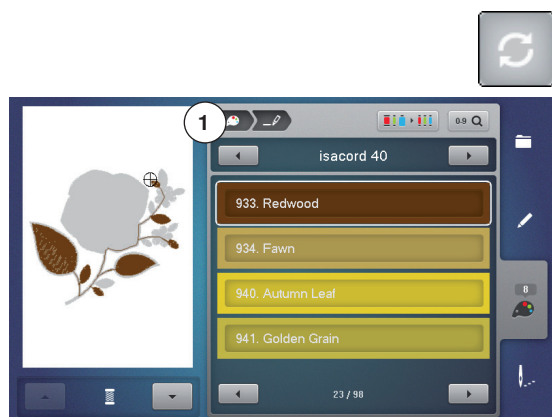 1
0-9
isacord 40
933. Redwood
934. Fawn
940. Autumn Leaf
941. Golden Grain
8
23 / 98